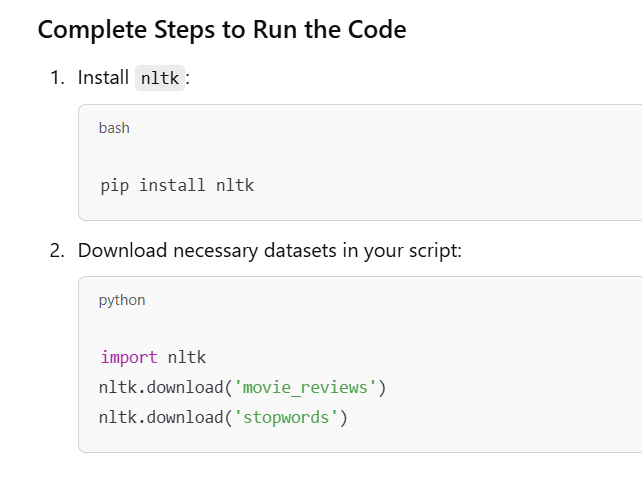 Complete Steps to Run the Code
1. Install nltk:
bash
pip install nltk
2. Download necessary datasets in your script:
python
import nltk
nltk.download('movie_reviews')
nltk.download('stopwords')